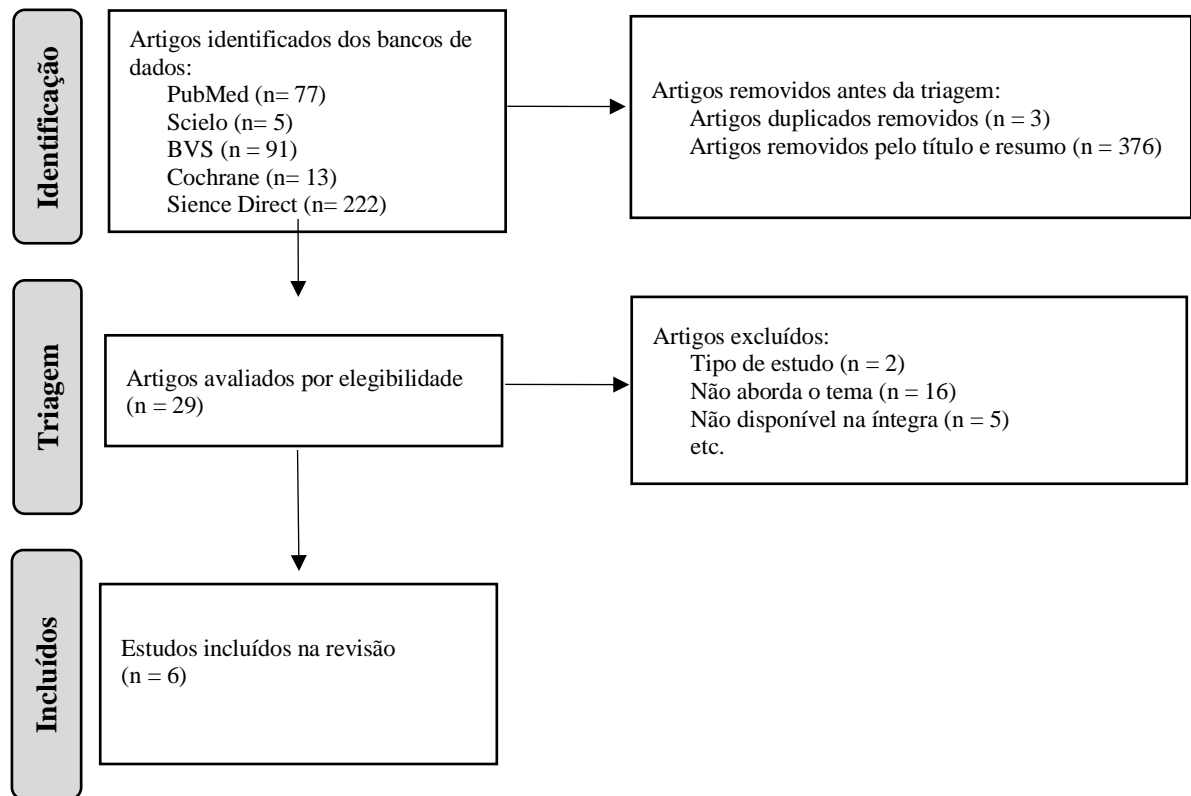 Identificação
Artigos identificados dos bancos de
dados:
PubMed (n= 77)
Scielo (n= 5)
BVS (n = 91)
Cochrane (n= 13)
Sience Direct (n= 222)
Artigos removidos antes da triagem:
Artigos duplicados removidos (n = 3)
Artigos removidos pelo título e resumo (n = 376)
Triagem
Artigos avaliados por elegibilidade
(n = 29)
Artigos excluídos:
Tipo de estudo (n = 2)
Não aborda o tema (n = 16)
Não disponível na íntegra (n = 5)
etc.
Incluídos
Estudos incluídos na revisão
(n = 6)